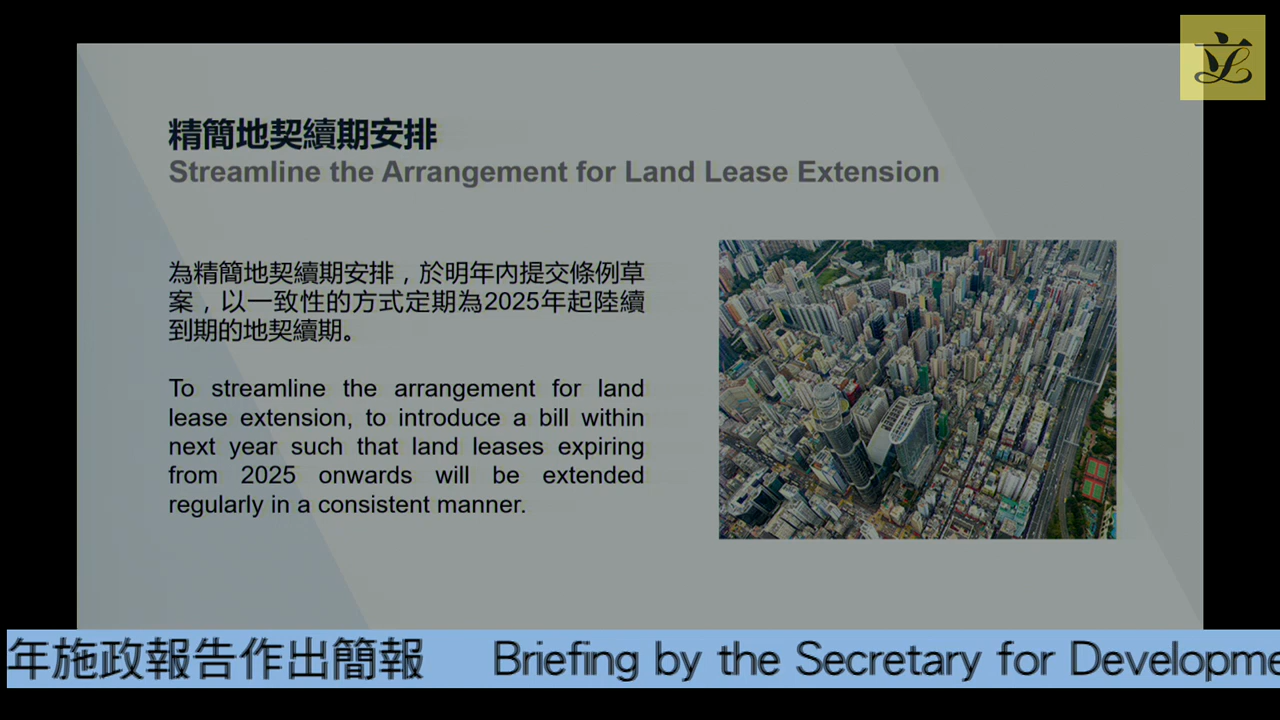 精簡地契續期安排
Streamline the Arrangement for Land Lease Extension
為精簡地契續期安排，於明年內提交條例草
案，以一致性的方式定期為2025年起陸續
到期的地契續期。
To streamline the arrangement for land
lease extension, to introduce a bill within
next year such that land leases expiring
from 2025 onwards will be extended
regularly in a consistent manner.
年施政報告作出簡報 Briefing by the Secretary for Developme